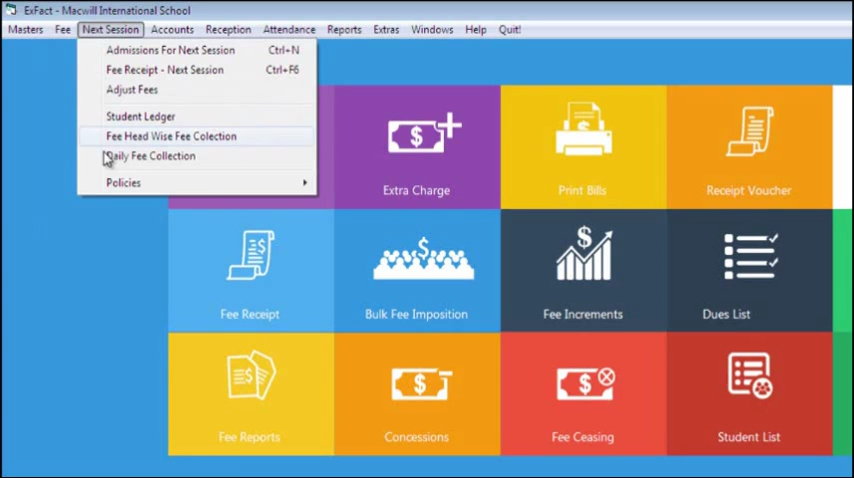 ExFact - Macwill International School
Masters Fee Next Session Accounts Reception Attendance Reports Extras Windows Help Quit!
Admissions For Next Session Ctrl+N
Fee Receipt - Next Session Ctrl+F6
Adjust Fees
Student Ledger
Fee Head Wise Fee Colection
Daily Fee Collection
Policies
Extra Charge Print Bills Receipt Voucher
Fee Receipt Bulk Fee Imposition Fee Increments Dues List
Fee Reports Concessions Fee Ceasing Student List